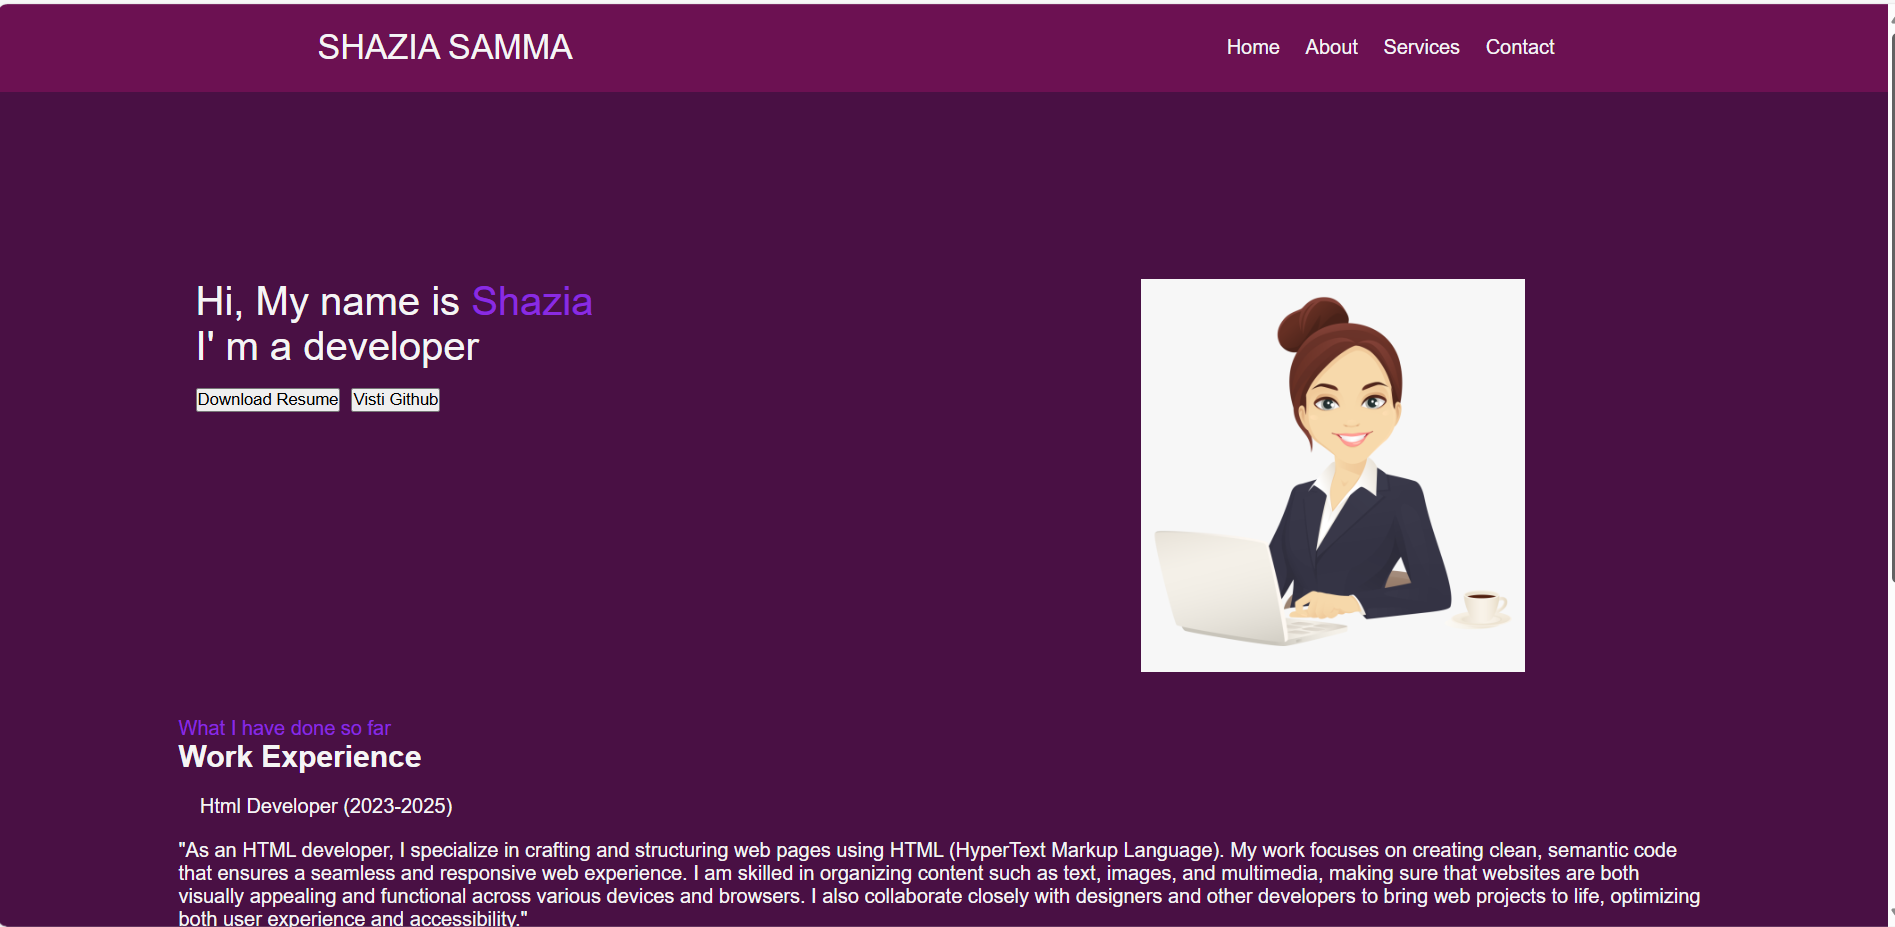 SHAZIA SAMMA
Home About Services Contact
Hi, My name is Shazia
I' m a developer
Download Resume Visti Github
What I have done so far
Work Experience
Html Developer (2023-2025)
"As an HTML developer, I specialize in crafting and structuring web pages using HTML (HyperText Markup Language). My work focuses on creating clean, semantic code
that ensures a seamless and responsive web experience. I am skilled in organizing content such as text, images, and multimedia, making sure that websites are both
visually appealing and functional across various devices and browsers. I also collaborate closely with designers and other developers to bring web projects to life, optimizing
both user experience and accessibility."